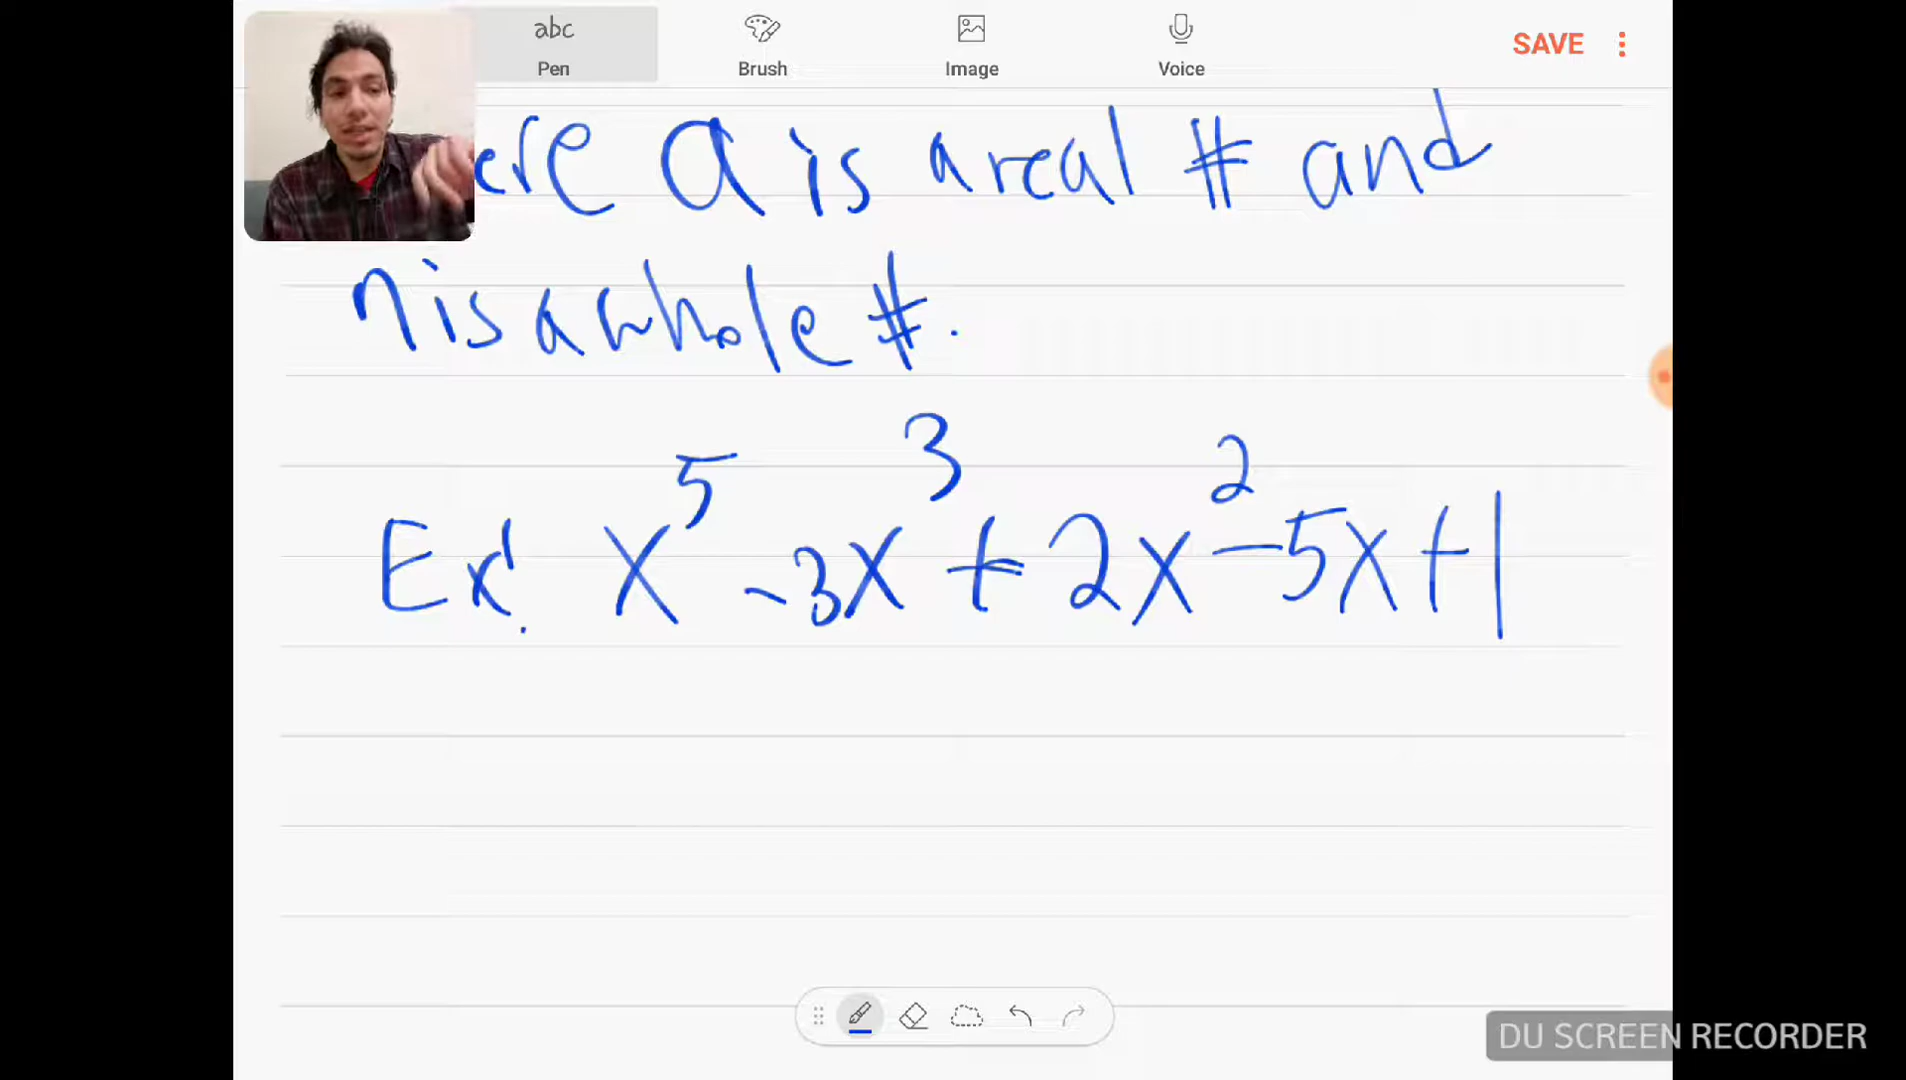 abc
Pen
Brush
Image
Voice
SAVE
ere a is a real # and
n is a whole #.
Ex: x⁵ -3x³ + 2x² -5x+1
DU SCREEN RECORDER